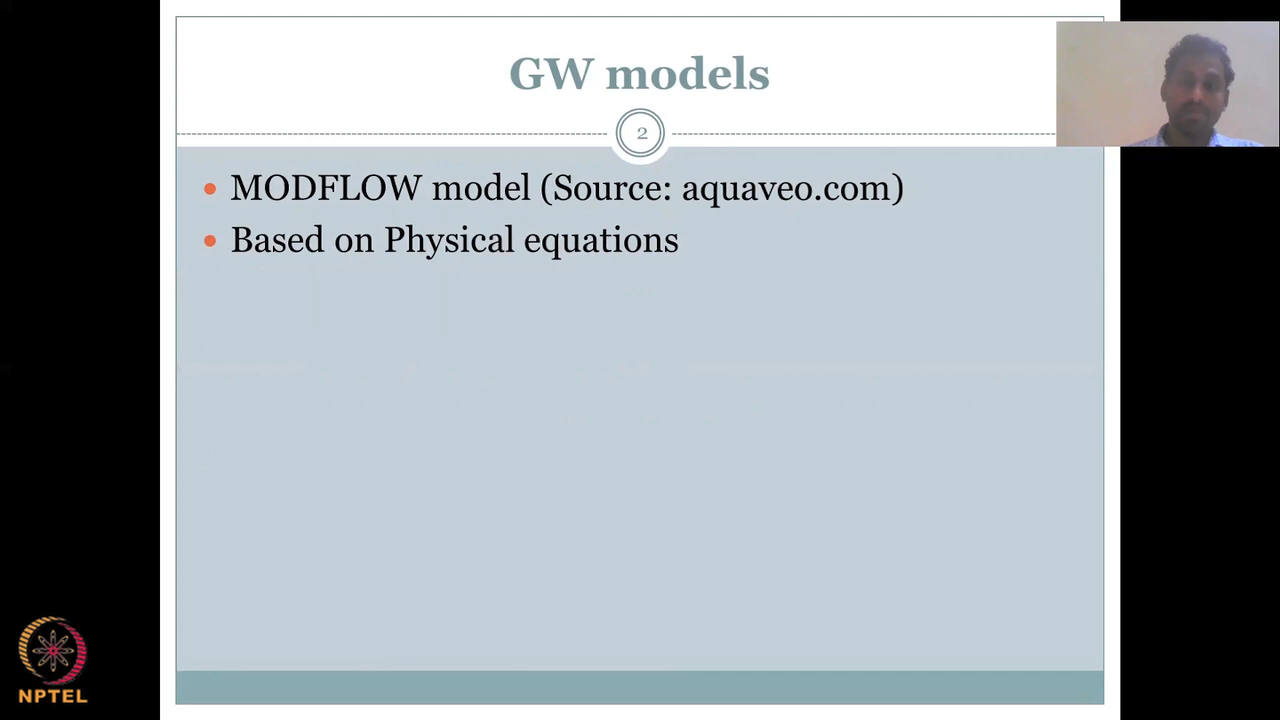 GW models
2
• MODFLOW model (Source: aquaveo.com)
• Based on Physical equations
NPTEL